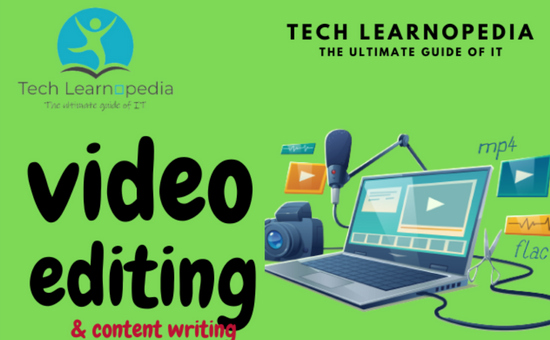 TECH LEARNOPEDIA
THE ULTIMATE GUIDE OF IT
Tech Learnopedia
The ultimate guide of IT
video
editing
& content writing
mp4
flac